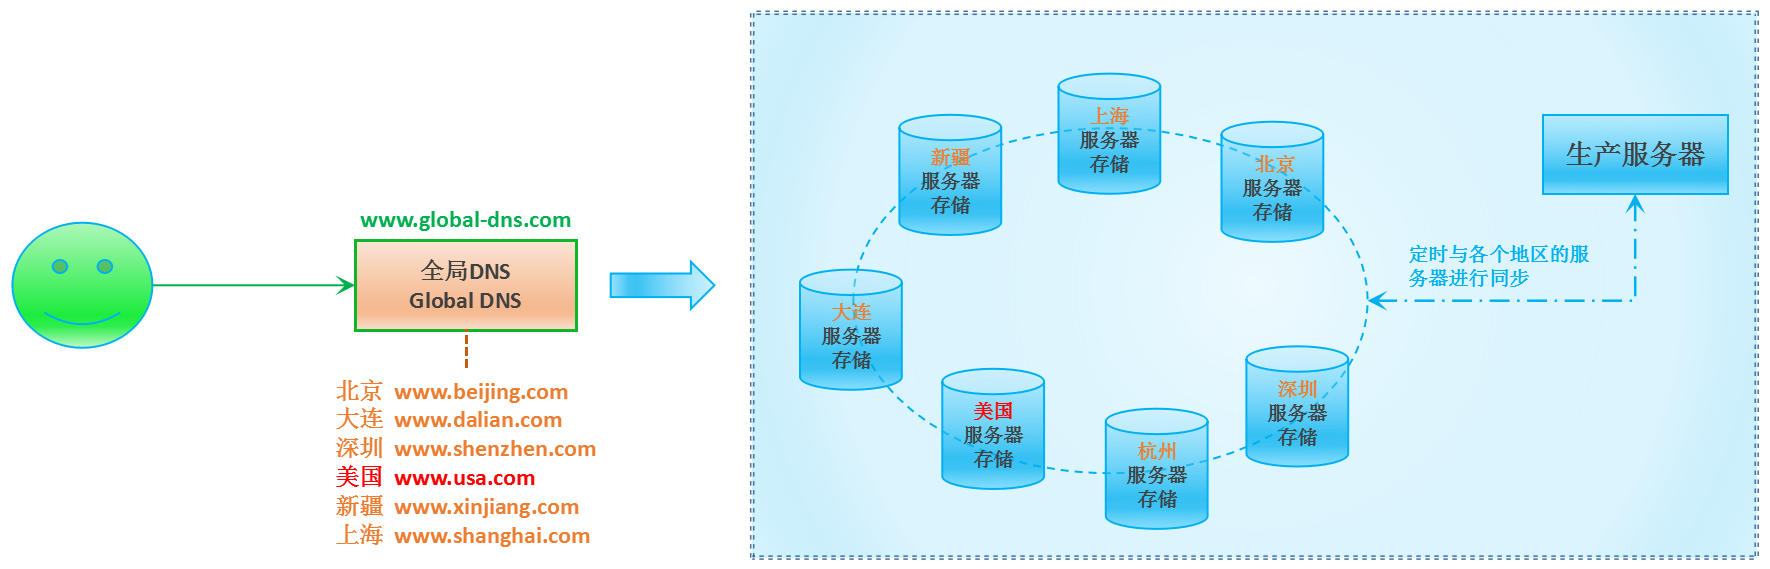 www.global-dns.com
全局DNS
Global DNS
北京 www.beijing.com
大连 www.dalian.com
深圳 www.shenzhen.com
美国 www.usa.com
新疆 www.xinjiang.com
上海 www.shanghai.com
上海
服务器
存储
新疆
服务器
存储
北京
服务器
存储
大连
服务器
存储
美国
服务器
存储
杭州
服务器
存储
深圳
服务器
存储
生产服务器
定时与各个地区的服
务器进行同步